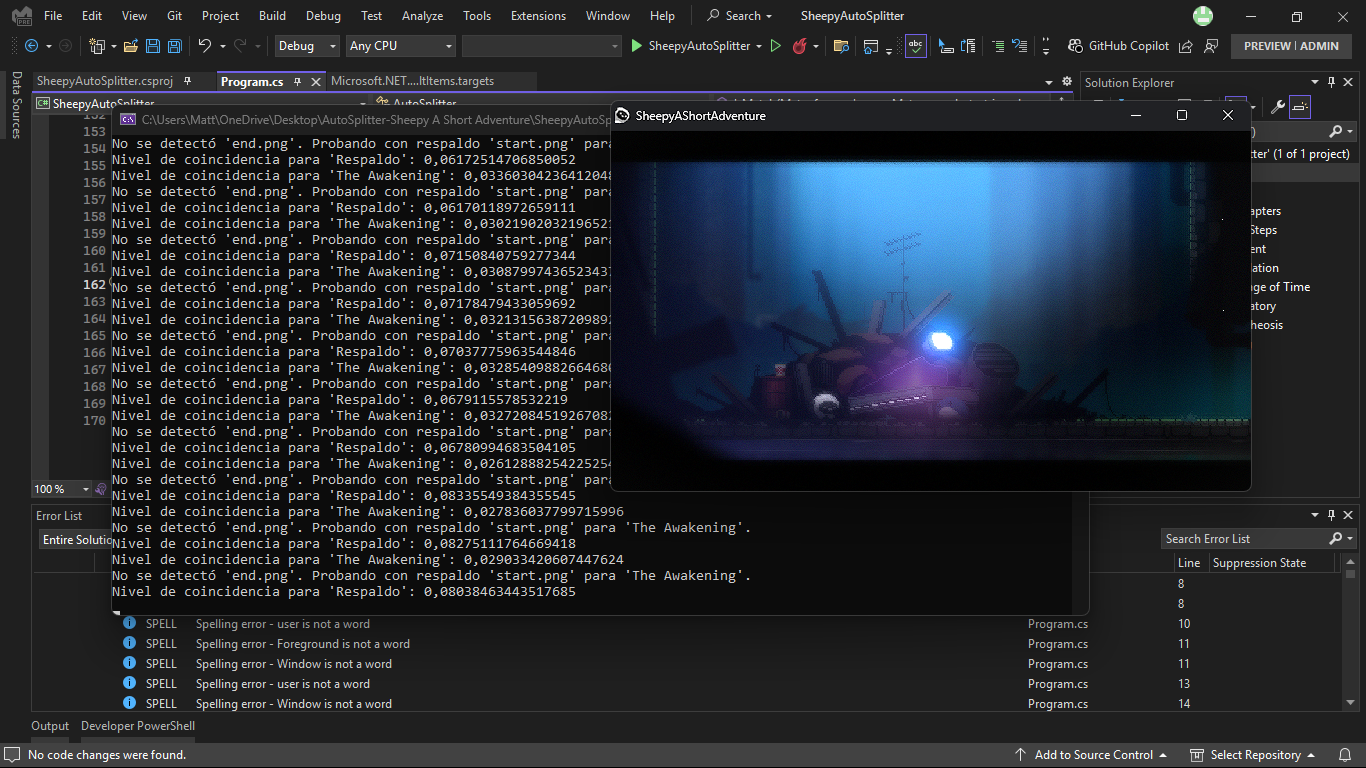 File Edit View Git Project Build Debug Test Analyze Tools Extensions Window Help Search SheepyAutoSplitter
Debug Any CPU SheepyAutoSplitter GitHub Copilot PREVIEW | ADMIN
Data Sources
SheepyAutoSplitter.csproj Program.cs Microsoft.NET....ItItems.targets
Solution Explorer
SheepyAutoSplitter AutoSplitter
C:\Users\Matt\OneDrive\Desktop\AutoSplitter-Sheepy A Short Adventure\SheepyAutoSp
SheepyAShortAdventure
152
153
154
155
156
157
158
159
160
161
162
163
164
165
166
167
168
169
170
No se detectó 'end.png'. Probando con respaldo 'start.png' para
Nivel de coincidencia para 'Respaldo': 0,061725147068500​52
Nivel de coincidencia para 'The Awakening': 0,0336030423641204
No se detectó 'end.png'. Probando con respaldo 'start.png' para
Nivel de coincidencia para 'Respaldo': 0,06170118972659111
Nivel de coincidencia para 'The Awakening': 0,0302190203219652
No se detectó 'end.png'. Probando con respaldo 'start.png' para
Nivel de coincidencia para 'Respaldo': 0,07150840759277344
Nivel de coincidencia para 'The Awakening': 0,0308799743652343
No se detectó 'end.png'. Probando con respaldo 'start.png' para
Nivel de coincidencia para 'Respaldo': 0,07178479433059692
Nivel de coincidencia para 'The Awakening': 0,0321315638720989
No se detectó 'end.png'. Probando con respaldo 'start.png' para
Nivel de coincidencia para 'Respaldo': 0,07037775963544846
Nivel de coincidencia para 'The Awakening': 0,0328540988266468
No se detectó 'end.png'. Probando con respaldo 'start.png' para
Nivel de coincidencia para 'Respaldo': 0,0679115578532219
Nivel de coincidencia para 'The Awakening': 0,0327208451926708
No se detectó 'end.png'. Probando con respaldo 'start.png' para
Nivel de coincidencia para 'Respaldo': 0,06780994683504105
Nivel de coincidencia para 'The Awakening': 0,0261288825422525
No se detectó 'end.png'. Probando con respaldo 'start.png' para
Nivel de coincidencia para 'Respaldo': 0,08335549384355545
Nivel de coincidencia para 'The Awakening': 0,027836037799715996
No se detectó 'end.png'. Probando con respaldo 'start.png' para 'The Awakening'.
Nivel de coincidencia para 'Respaldo': 0,08275111764669418
Nivel de coincidencia para 'The Awakening': 0,029033420607447624
No se detectó 'end.png'. Probando con respaldo 'start.png' para 'The Awakening'.
Nivel de coincidencia para 'Respaldo': 0,08038463443517685
tter' (1 of 1 project)
apters
Steps
ent
ation
ge of Time
atory
heosis
100 %
Error List
Entire Solutio
Search Error List
Line Suppression State
8
8
SPELL Spelling error - user is not a word Program.cs 10
SPELL Spelling error - Foreground is not a word Program.cs 11
SPELL Spelling error - Window is not a word Program.cs 11
SPELL Spelling error - user is not a word Program.cs 13
SPELL Spelling error - Window is not a word Program.cs 14
Output Developer PowerShell
No code changes were found. Add to Source Control Select Repository